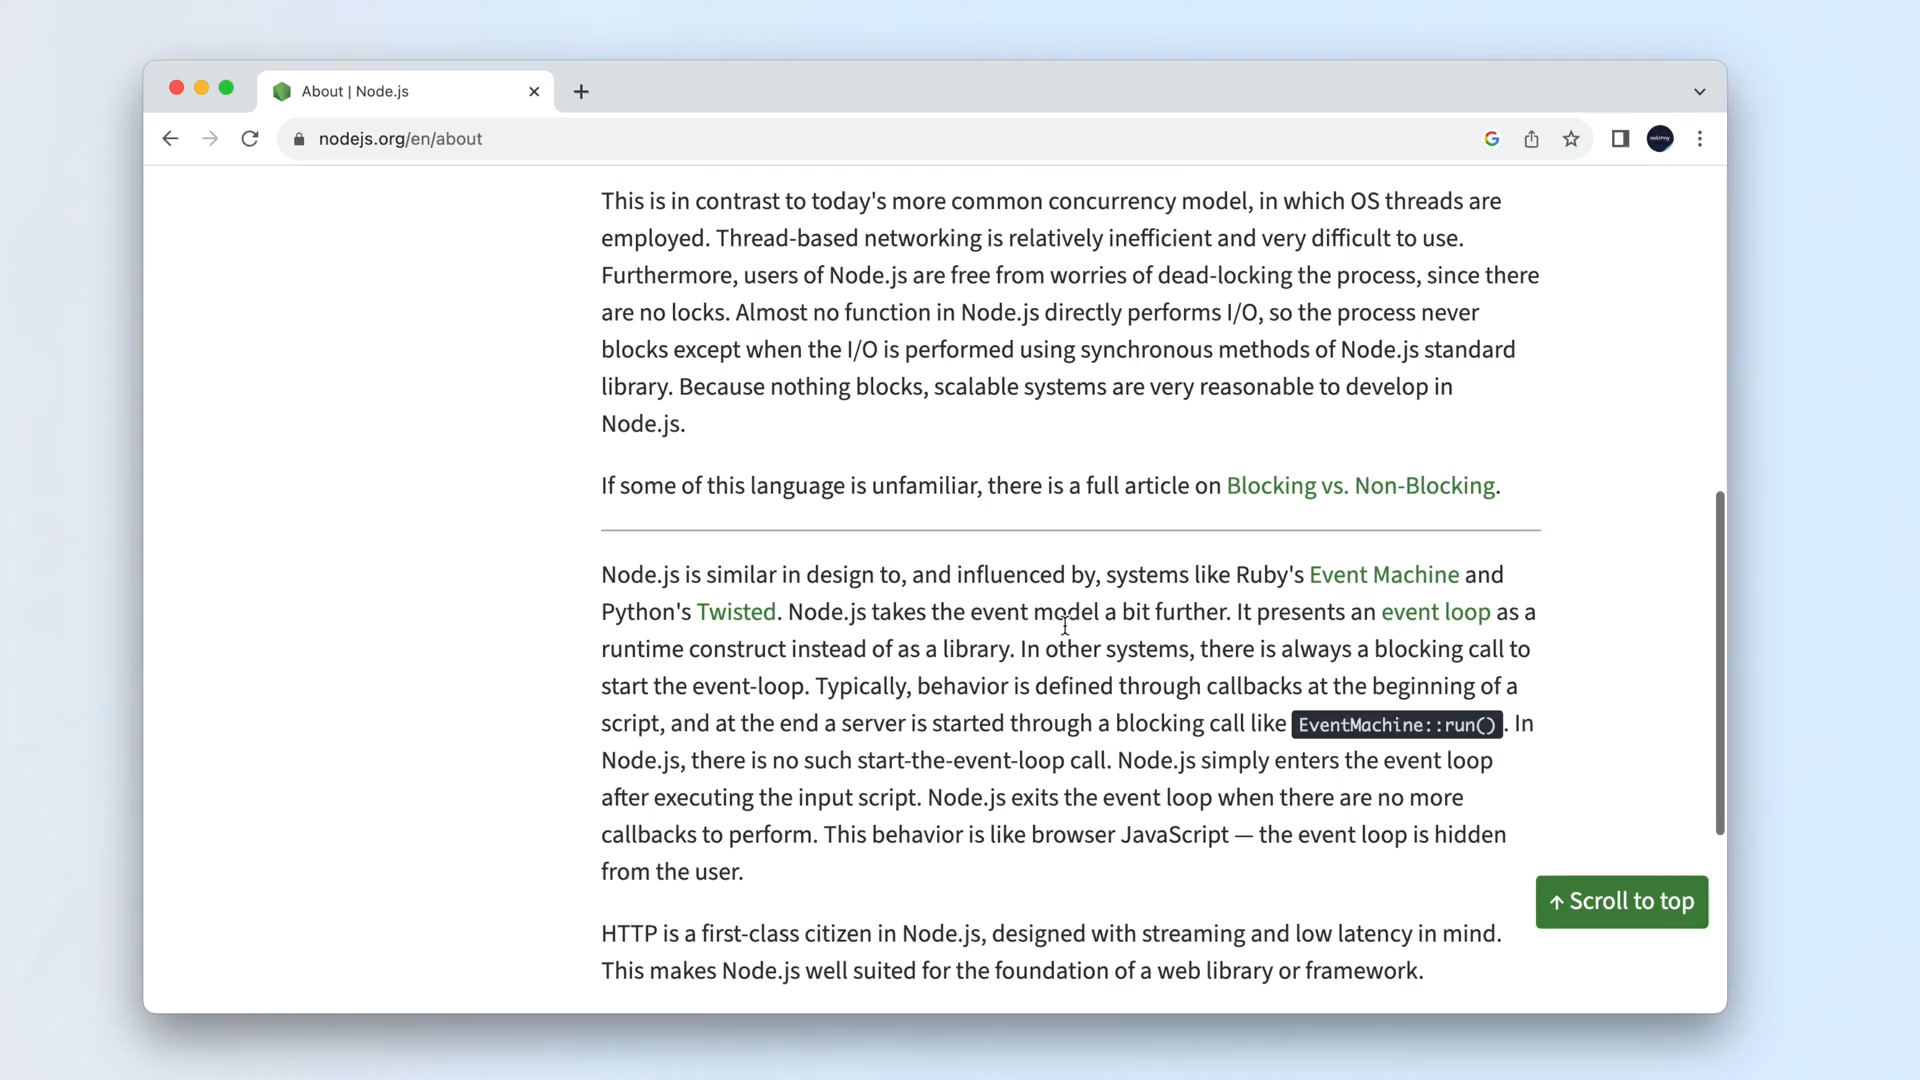 About | Node.js
nodejs.org/en/about
This is in contrast to today's more common concurrency model, in which OS threads are
employed. Thread-based networking is relatively inefficient and very difficult to use.
Furthermore, users of Node.js are free from worries of dead-locking the process, since there
are no locks. Almost no function in Node.js directly performs I/O, so the process never
blocks except when the I/O is performed using synchronous methods of Node.js standard
library. Because nothing blocks, scalable systems are very reasonable to develop in
Node.js.
If some of this language is unfamiliar, there is a full article on Blocking vs. Non-Blocking.
Node.js is similar in design to, and influenced by, systems like Ruby's Event Machine and
Python's Twisted. Node.js takes the event model a bit further. It presents an event loop as a
runtime construct instead of as a library. In other systems, there is always a blocking call to
start the event-loop. Typically, behavior is defined through callbacks at the beginning of a
script, and at the end a server is started through a blocking call like EventMachine::run(). In
Node.js, there is no such start-the-event-loop call. Node.js simply enters the event loop
after executing the input script. Node.js exits the event loop when there are no more
callbacks to perform. This behavior is like browser JavaScript — the event loop is hidden
from the user.
↑ Scroll to top
HTTP is a first-class citizen in Node.js, designed with streaming and low latency in mind.
This makes Node.js well suited for the foundation of a web library or framework.